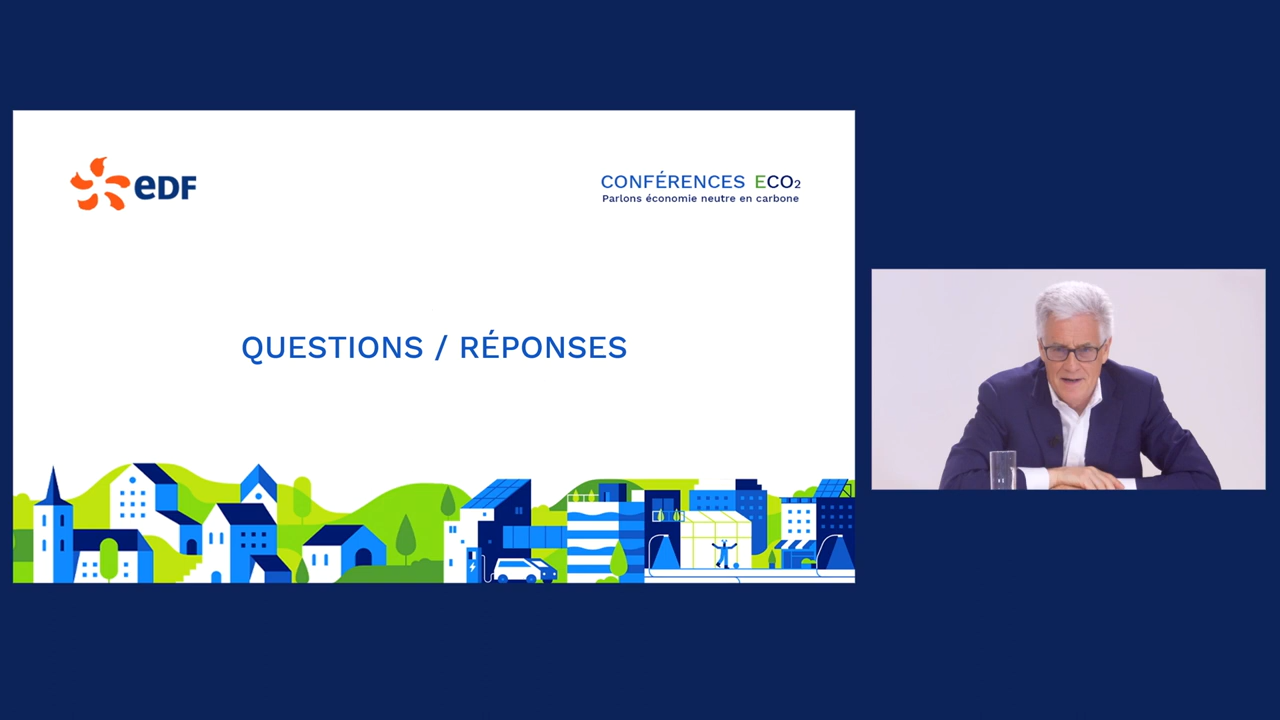 eDF
CONFÉRENCES ECO₂
Parlons économie neutre en carbone
QUESTIONS / RÉPONSES